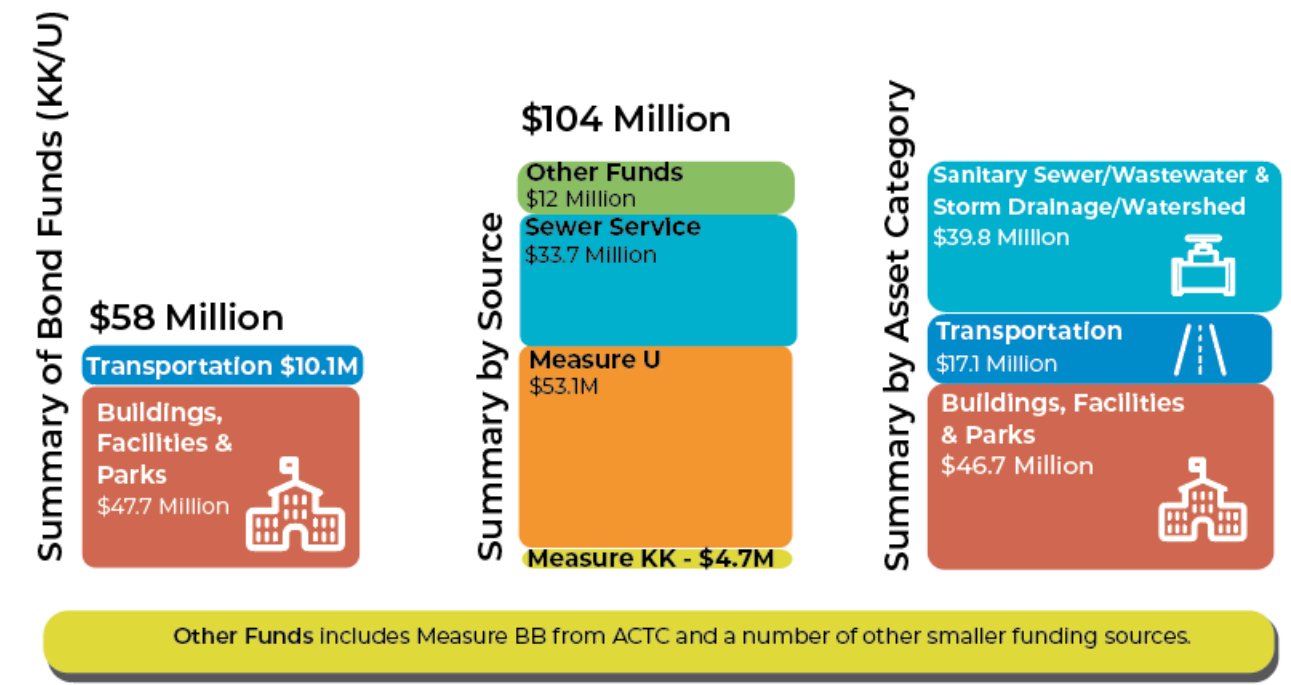 Summary of Bond Funds (KK/U)
$58 Million
Transportation $10.1M
Buildings,
Facilities &
Parks
$47.7 Million
Summary by Source
$104 Million
Other Funds
$12 Million
Sewer Service
$33.7 Million
Measure U
$53.1M
Measure KK - $4.7M
Summary by Asset Category
Sanitary Sewer/Wastewater &
Storm Drainage/Watershed
$39.8 Million
Transportation
$17.1 Million
Buildings, Facilities
& Parks
$46.7 Million
Other Funds includes Measure BB from ACTC and a number of other smaller funding sources.